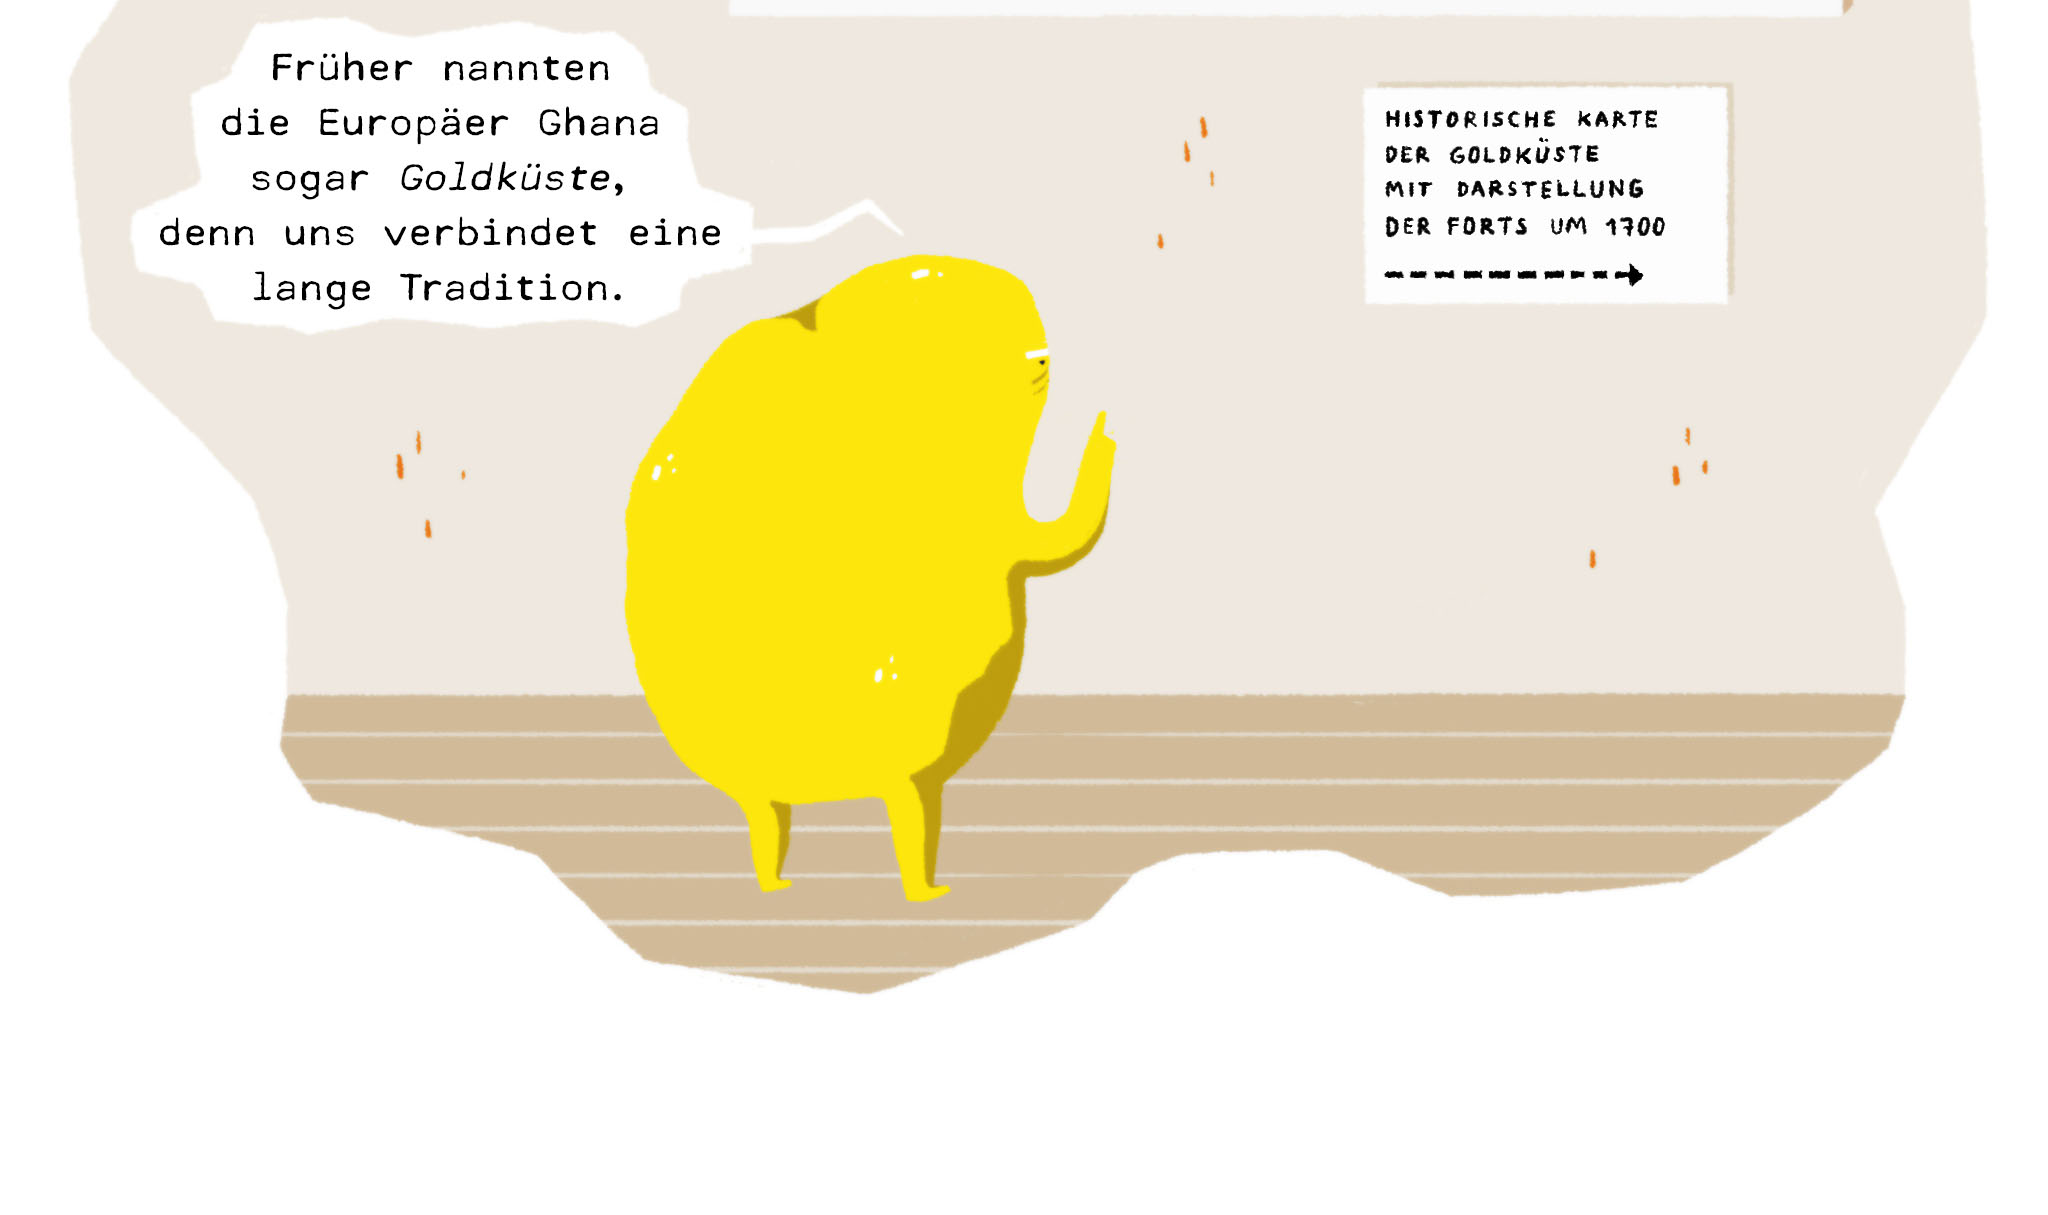 Früher nannten
die Europäer Ghana
sogar Goldküste,
denn uns verbindet eine
lange Tradition.
HISTORISCHE KARTE
DER GOLDKÜSTE
MIT DARSTELLUNG
DER FORTS UM 1700